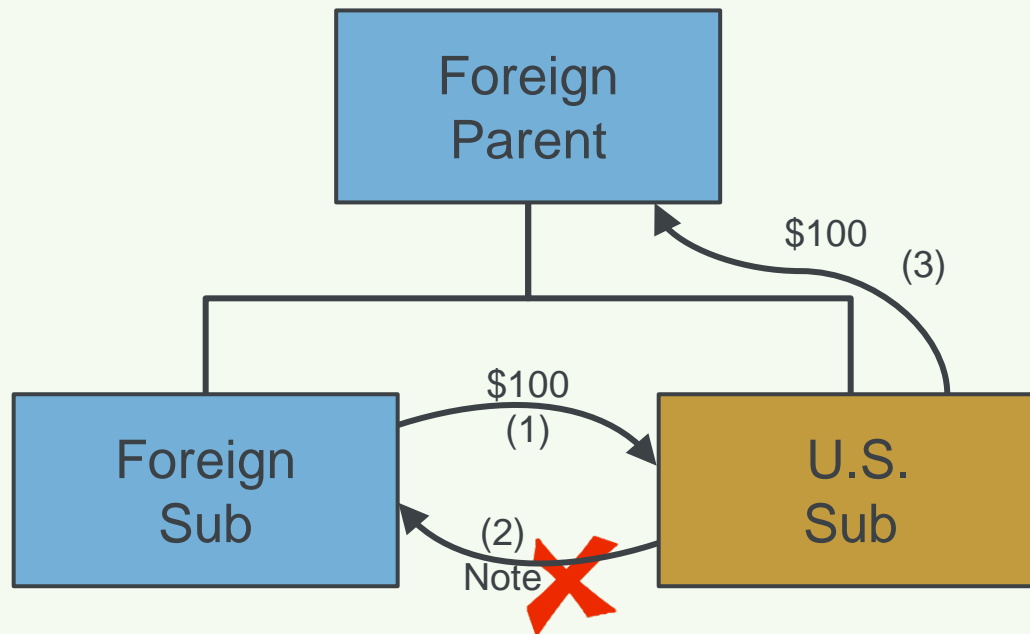 Foreign
Parent
$100
(3)
$100
(1)
Foreign
Sub
U.S.
Sub
(2)
Note